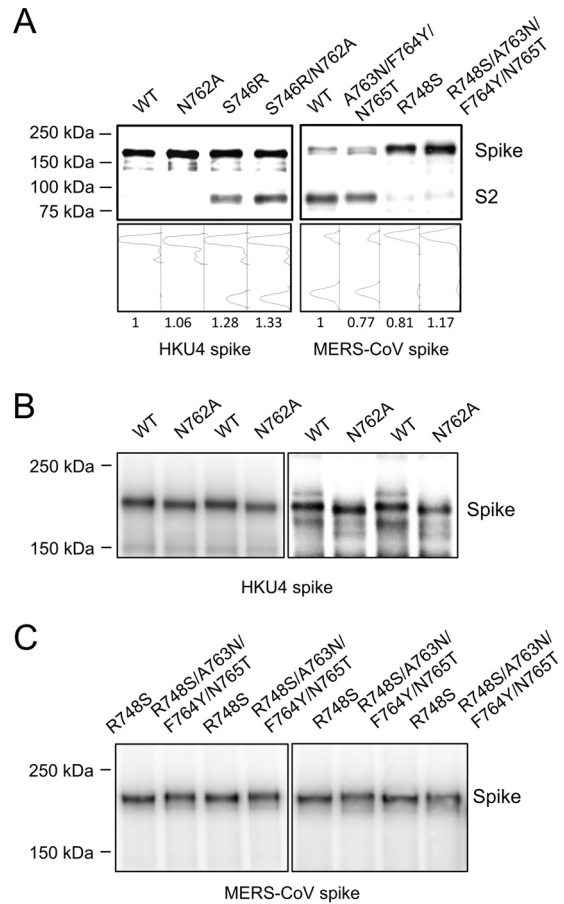 A
WT
N762A
S746R
S746R/N762A
WT
A763N/F764Y/
N765T
R748S
R748S/A763N/
F764Y/N765T
250 kDa
150 kDa
100 kDa
75 kDa
Spike
S2
1 1.06 1.28 1.33 1 0.77 0.81 1.17
HKU4 spike MERS-CoV spike
B
WT N762A WT N762A WT N762A WT N762A
250 kDa
150 kDa
Spike
HKU4 spike
C
R748S
R748S/A763N/
F764Y/N765T
R748S
R748S/A763N/
F764Y/N765T
R748S
R748S/A763N/
F764Y/N765T
R748S
R748S/A763N/
F764Y/N765T
250 kDa
150 kDa
Spike
MERS-CoV spike